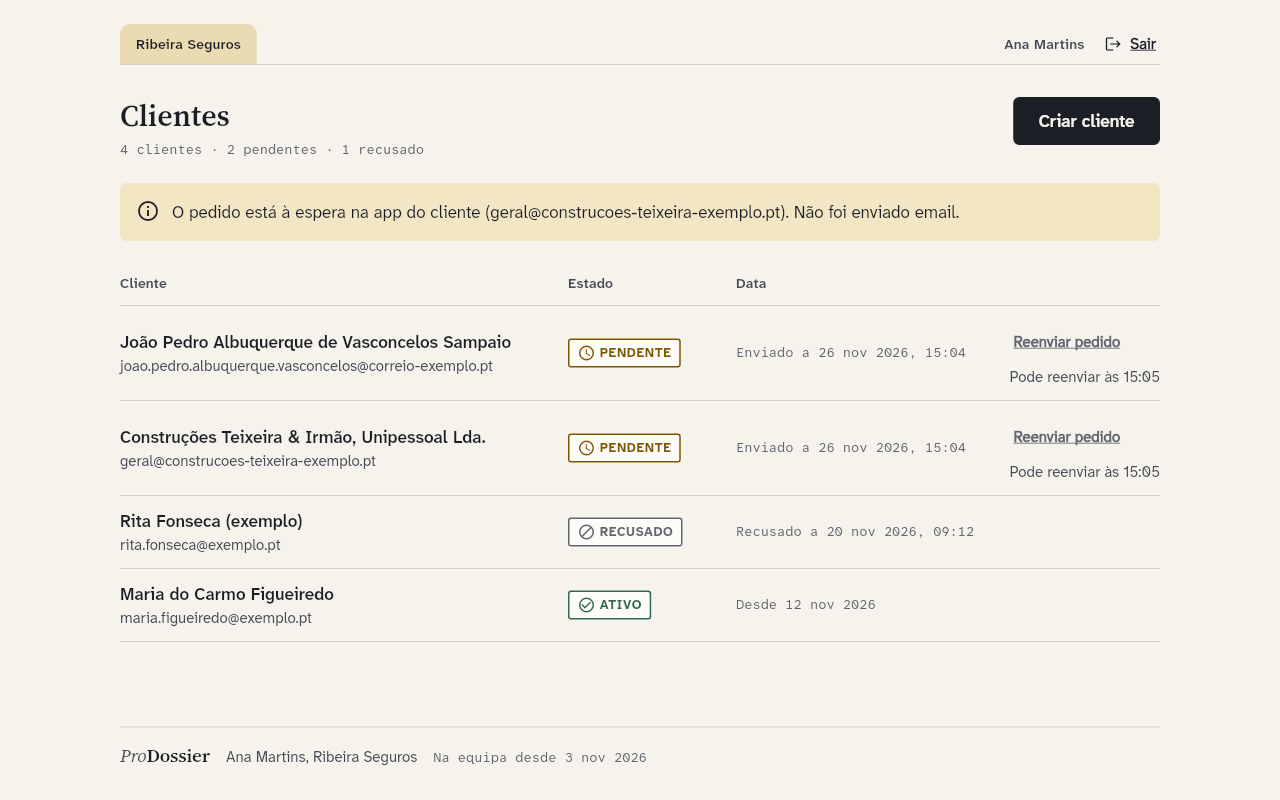 Ribeira Seguros
Ana Martins
Sair
Clientes
Criar cliente
4 clientes · 2 pendentes · 1 recusado
O pedido está à espera na app do cliente (geral@construcoes-teixeira-exemplo.pt). Não foi enviado email.
Cliente Estado Data
João Pedro Albuquerque de Vasconcelos Sampaio
joao.pedro.albuquerque.vasconcelos@correio-exemplo.pt
PENDENTE
Enviado a 26 nov 2026, 15:04
Reenviar pedido
Pode reenviar às 15:05
Construções Teixeira & Irmão, Unipessoal Lda.
geral@construcoes-teixeira-exemplo.pt
PENDENTE
Enviado a 26 nov 2026, 15:04
Reenviar pedido
Pode reenviar às 15:05
Rita Fonseca (exemplo)
rita.fonseca@exemplo.pt
RECUSADO
Recusado a 20 nov 2026, 09:12
Maria do Carmo Figueiredo
maria.figueiredo@exemplo.pt
ATIVO
Desde 12 nov 2026
ProDossier Ana Martins, Ribeira Seguros Na equipa desde 3 nov 2026